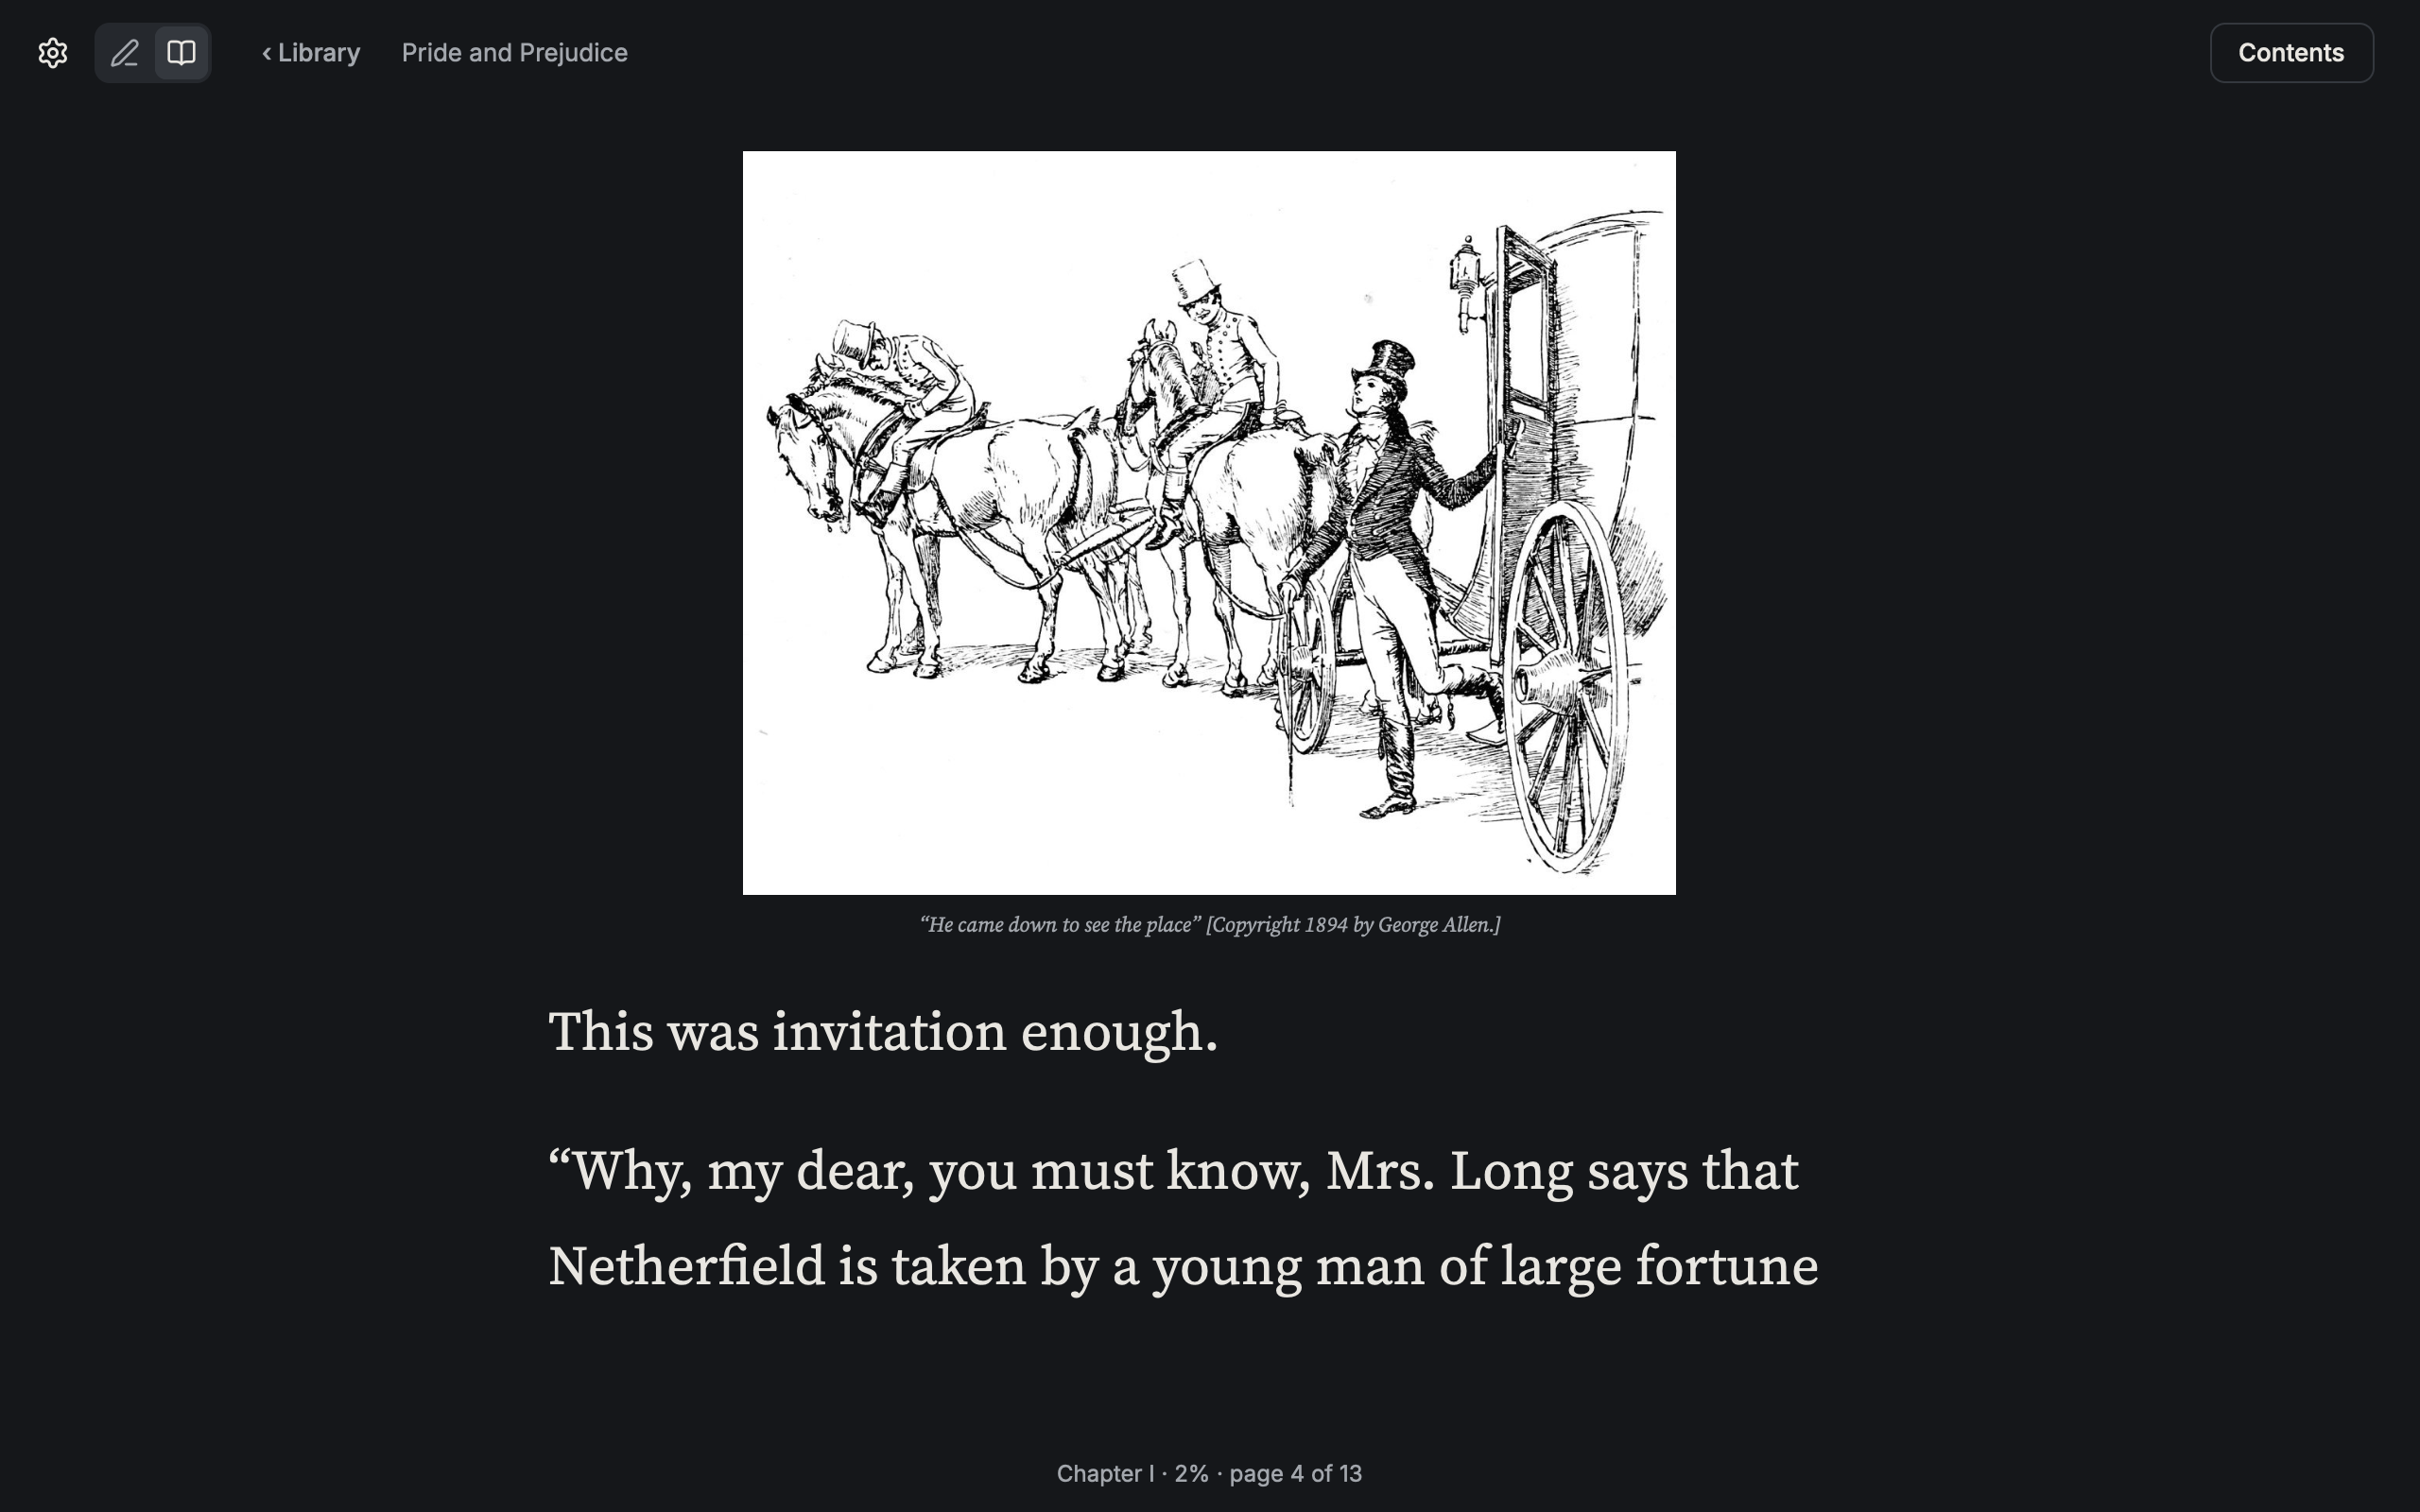 ‹ Library Pride and Prejudice Contents
“He came down to see the place” [Copyright 1894 by George Allen.]
This was invitation enough.
“Why, my dear, you must know, Mrs. Long says that
Netherfield is taken by a young man of large fortune
Chapter I · 2% · page 4 of 13